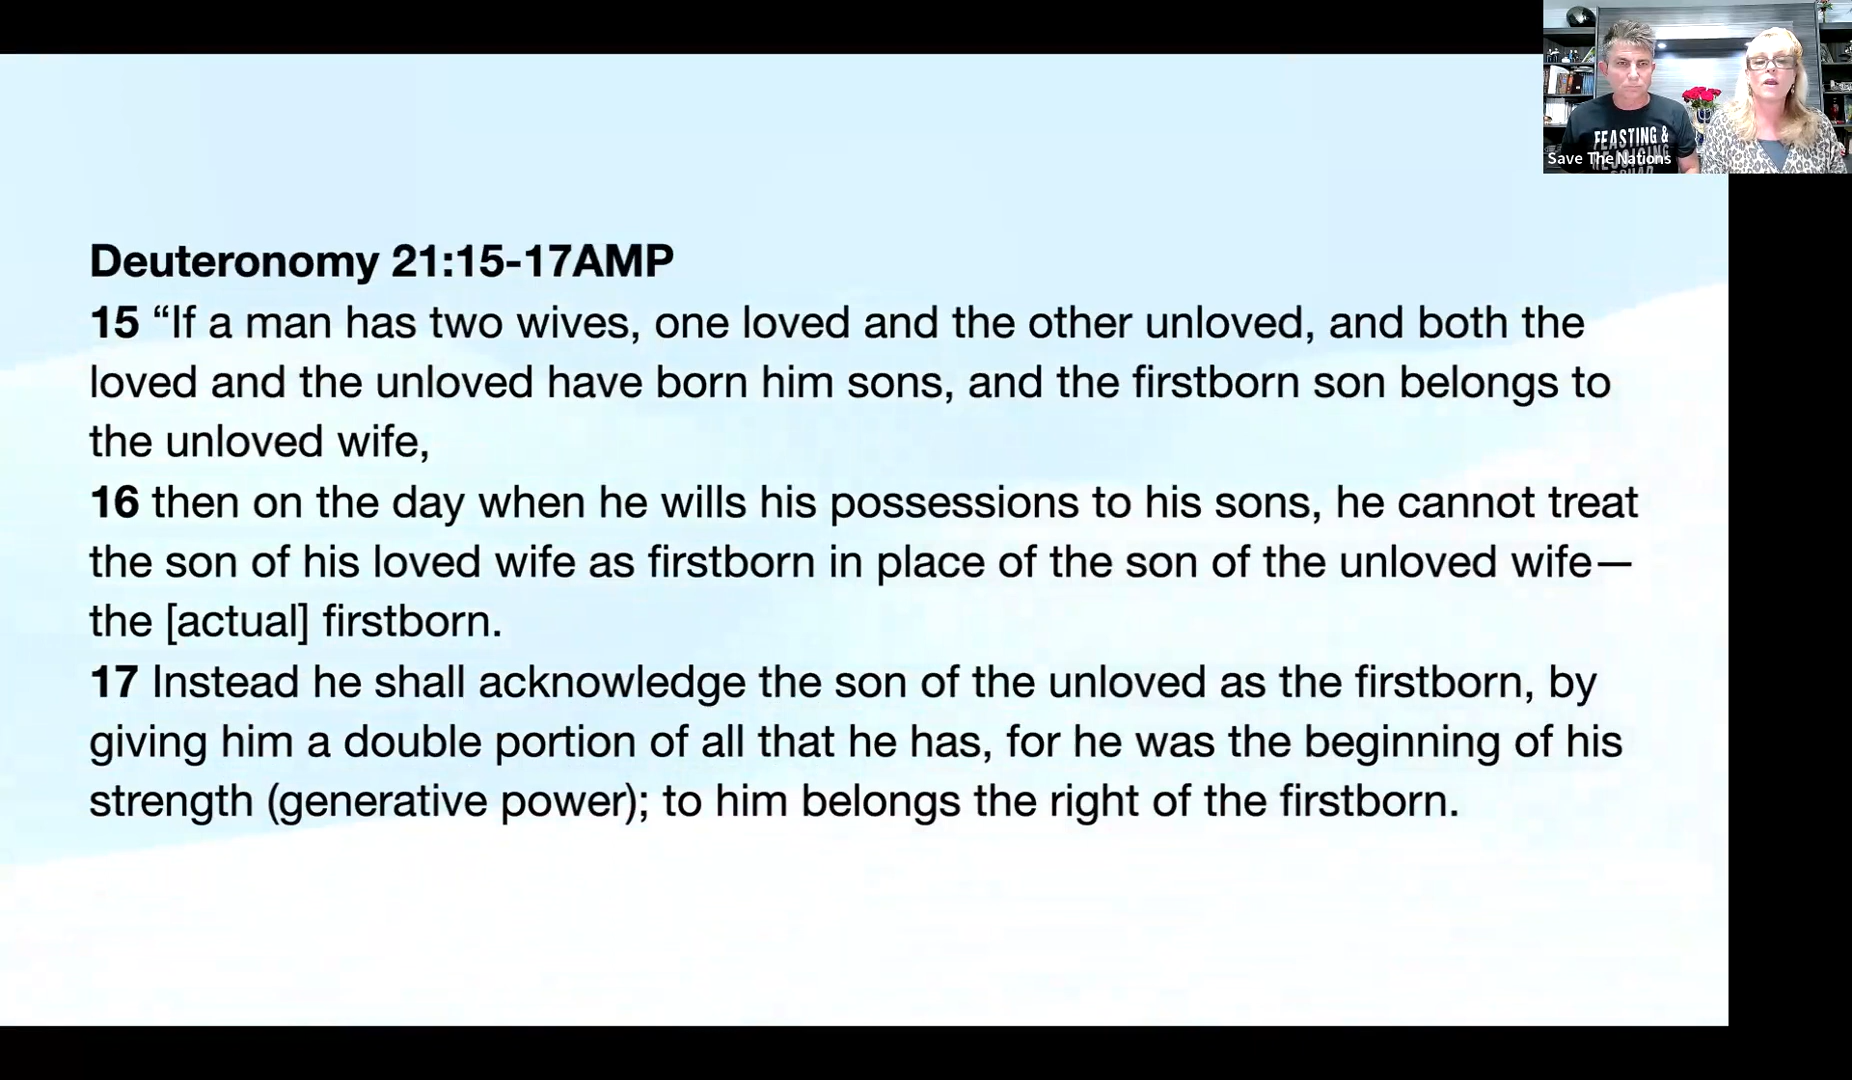 Deuteronomy 21:15-17AMP
15 “If a man has two wives, one loved and the other unloved, and both the
loved and the unloved have born him sons, and the firstborn son belongs to
the unloved wife,
16 then on the day when he wills his possessions to his sons, he cannot treat
the son of his loved wife as firstborn in place of the son of the unloved wife—
the [actual] firstborn.
17 Instead he shall acknowledge the son of the unloved as the firstborn, by
giving him a double portion of all that he has, for he was the beginning of his
strength (generative power); to him belongs the right of the firstborn.
FEASTING &
REJOICING
SQUAD
Save The Nations